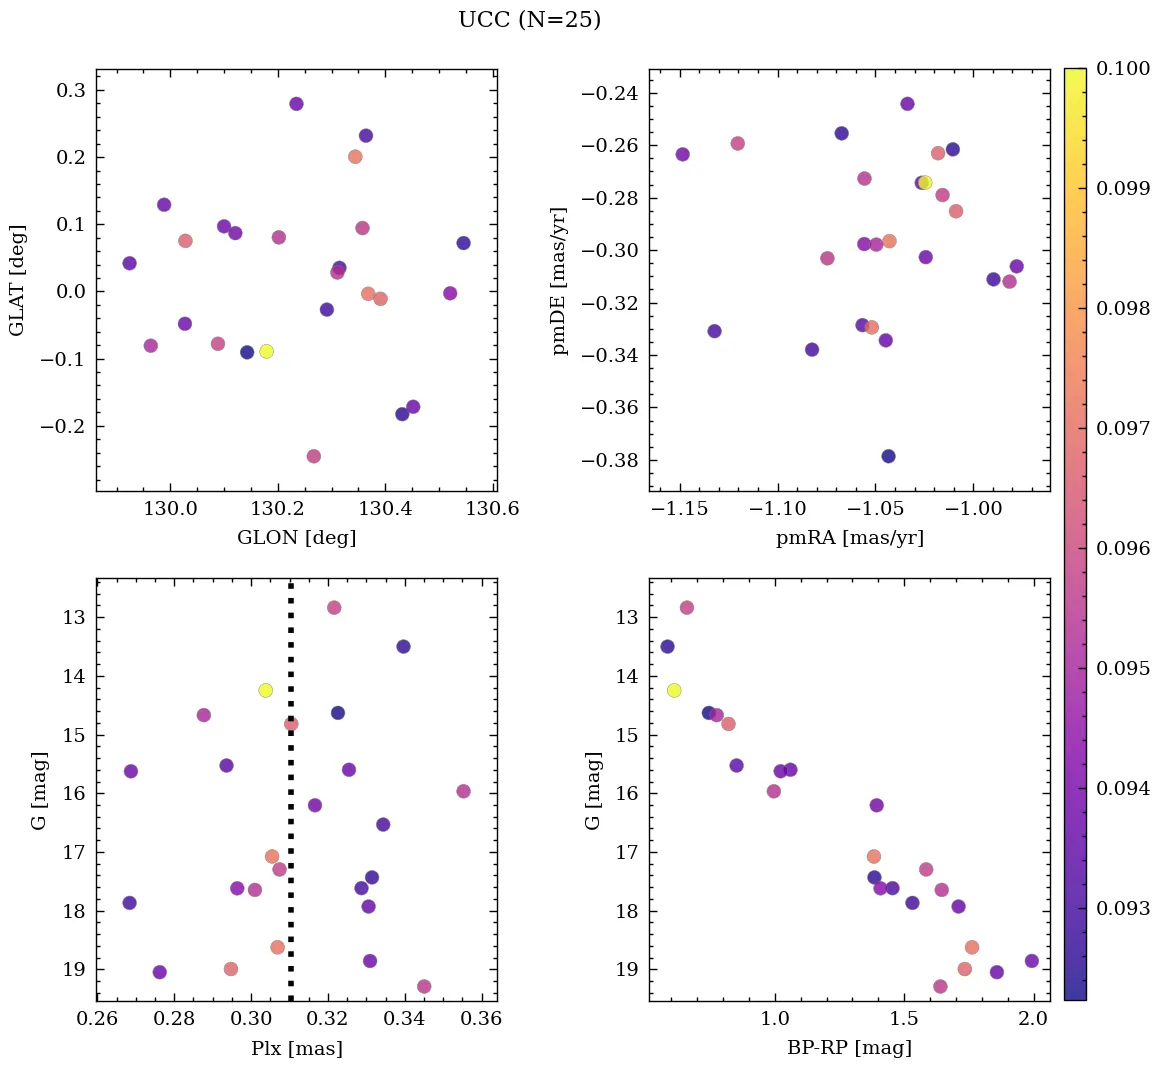 UCC (N=25)
0.3
0.2
0.1
0.0
−0.1
−0.2
GLAT [deg]
130.0 130.2 130.4 130.6
GLON [deg]
−0.24
−0.26
−0.28
−0.30
−0.32
−0.34
−0.36
−0.38
pmDE [mas/yr]
−1.15 −1.10 −1.05 −1.00
pmRA [mas/yr]
13
14
15
16
17
18
19
G [mag]
0.26 0.28 0.30 0.32 0.34 0.36
Plx [mas]
13
14
15
16
17
18
19
G [mag]
1.0 1.5 2.0
BP-RP [mag]
0.100
0.099
0.098
0.097
0.096
0.095
0.094
0.093